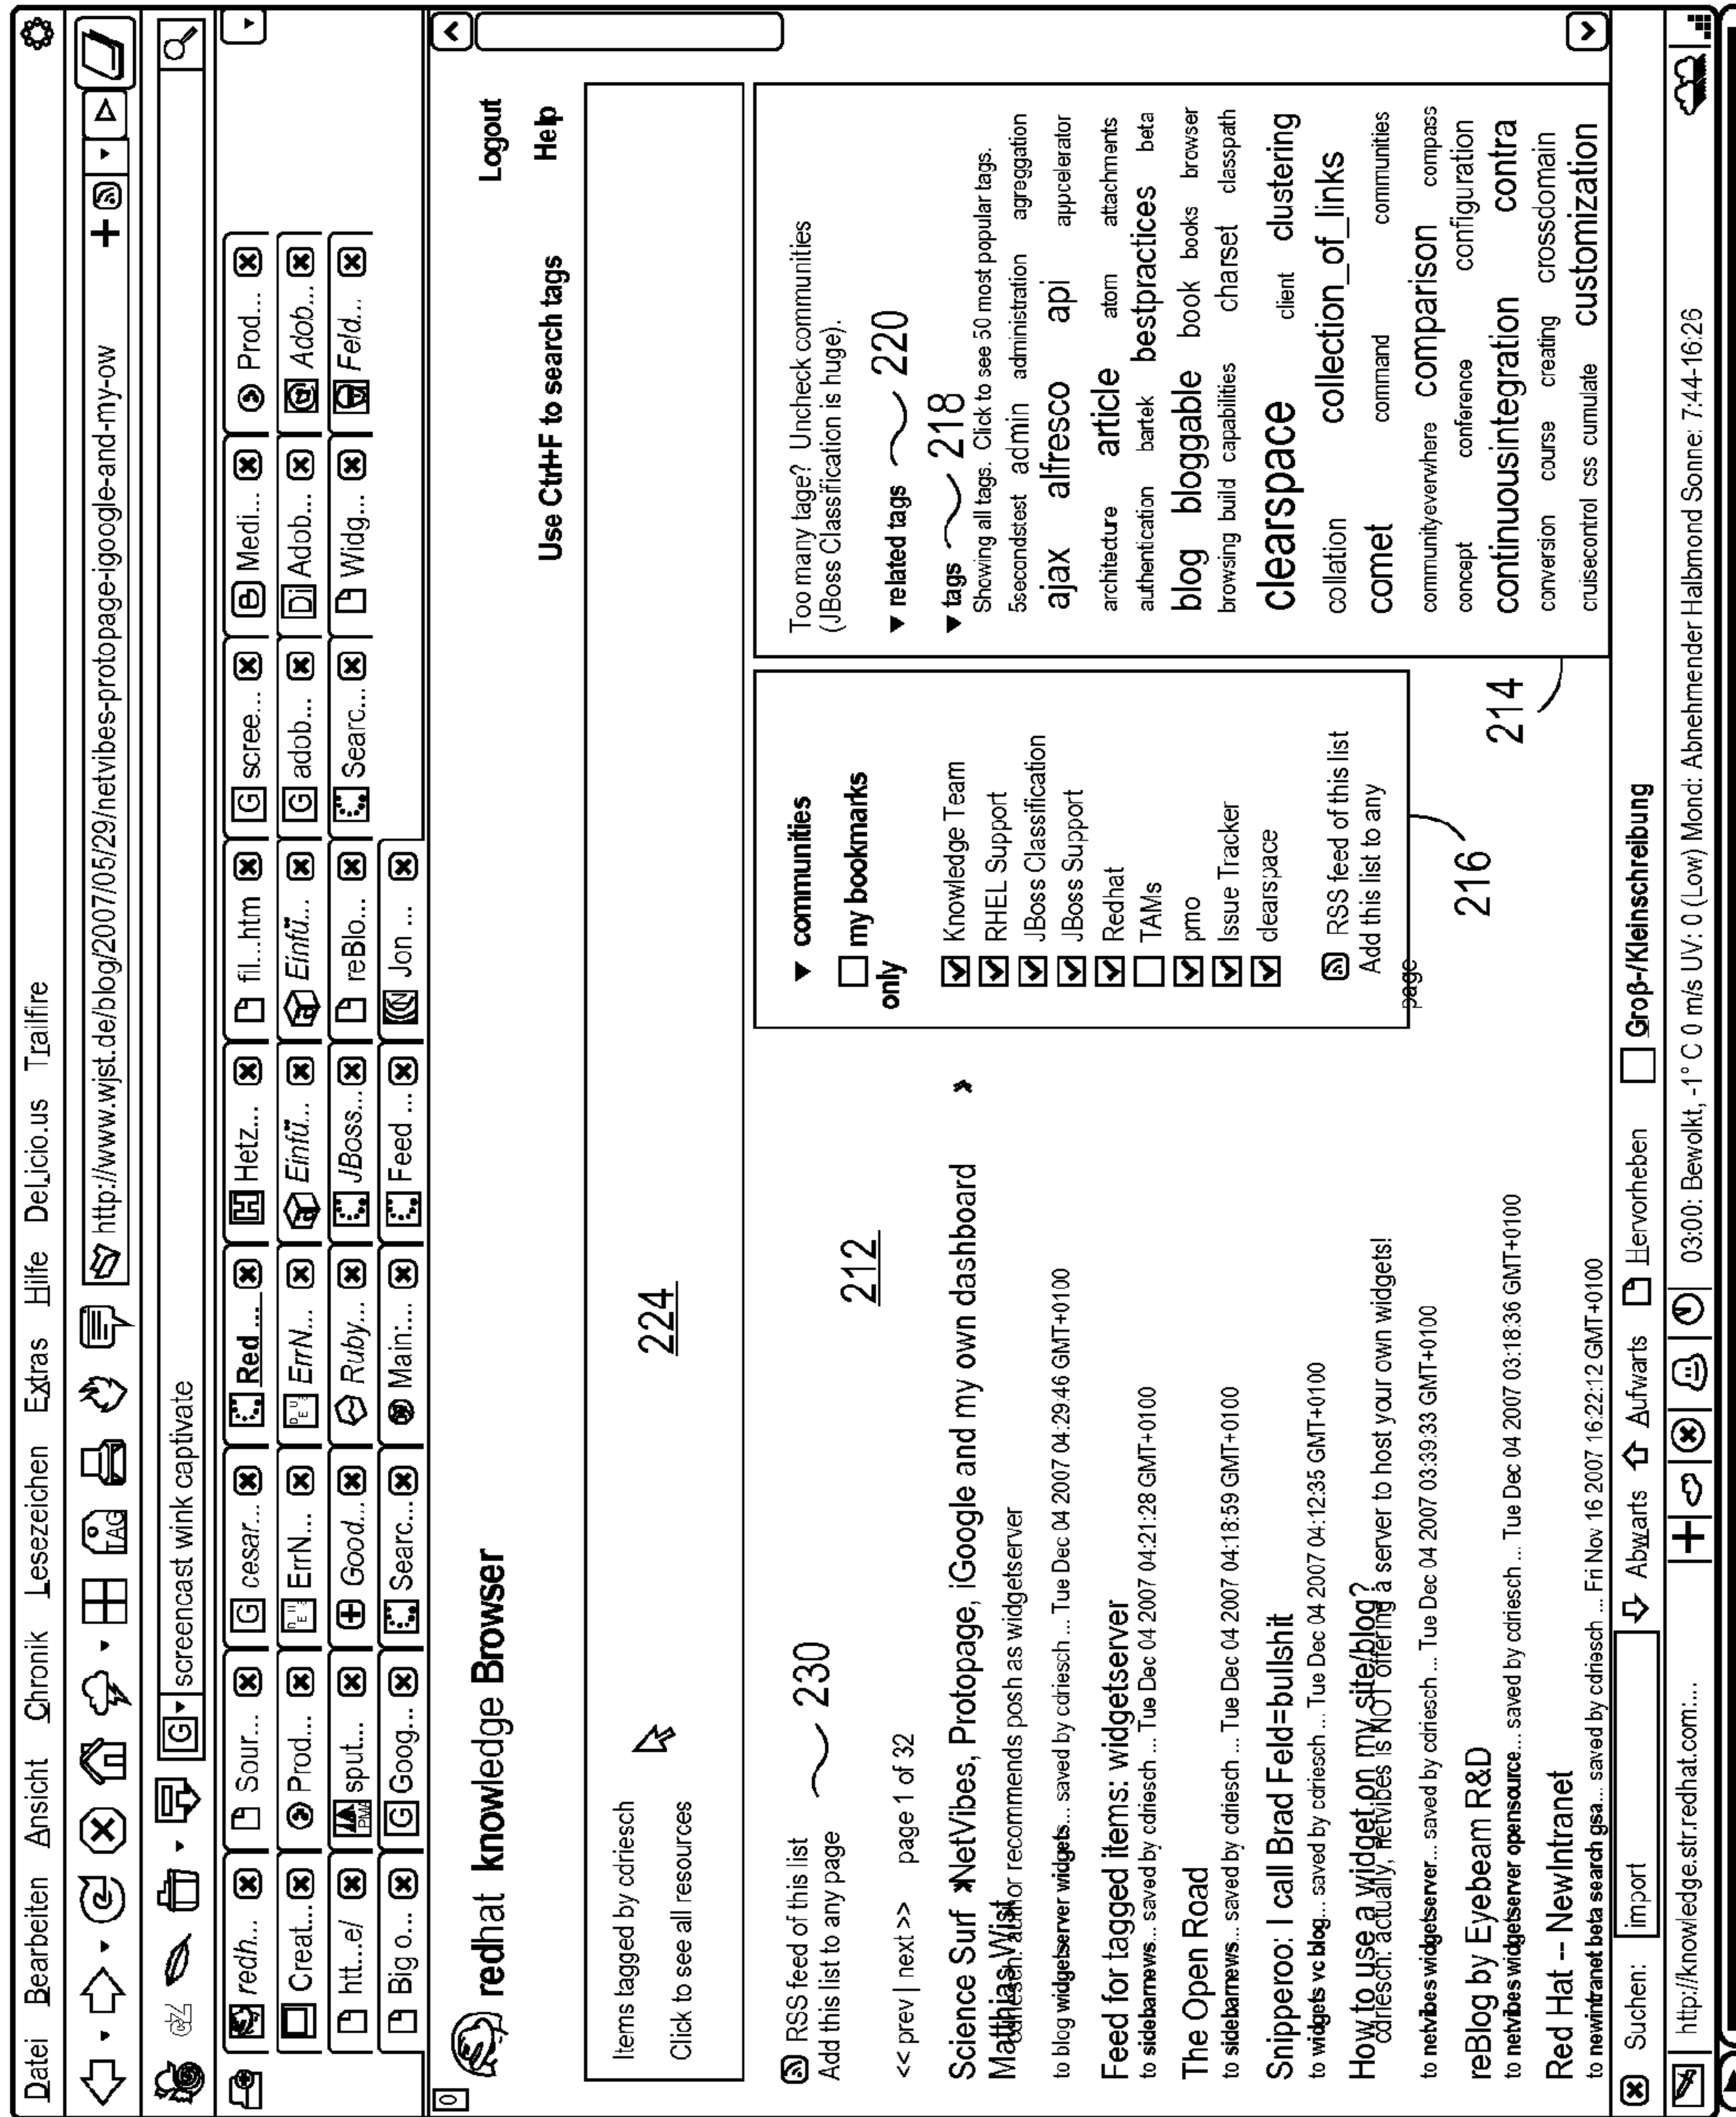 Datei Bearbeiten Ansicht Chronik Lesezeichen Extras Hilfe Del.icio.us Trailfire
TAG http://www.wjst.de/blog/2007/05/29/netvibes-protopage-igoogle-and-my-ow
G screencast wink captivate
redh... Sour... G cesar... Red ... H Hetz... fil...htm G scree... Medi... Prod...
Creat... Prod... ErrN... ErrN... Einfü... Einfü... G adob... Di Adob... Adob...
htt..e/ sput... Good... Ruby... JBoss... reBlo... Searc... Widg... Feld...
Big o... G Goog... Searc... Main:... Feed ... Jon ...
0
redhat knowledge Browser
Logout
Use Ctrl+F to search tags
Help
Items tagged by cdriesch
Click to see all resources
224
RSS feed of this list
Add this list to any page
230
<< prev | next >> page 1 of 32
212
Science Surf »NetVibes, Protopage, iGoogle and my own dashboard »
Matthias Wjst
cdriesch: author recommends posh as widgetserver
to blog widgetserver widgets... saved by cdriesch ... Tue Dec 04 2007 04:29:46 GMT+0100
Feed for tagged items: widgetserver
to sidebarnews... saved by cdriesch ... Tue Dec 04 2007 04:21:28 GMT+0100
The Open Road
to sidebarnews... saved by cdriesch ... Tue Dec 04 2007 04:18:59 GMT+0100
Snipperoo: I call Brad Feld=bullshit
to widgets vc blog... saved by cdriesch ... Tue Dec 04 2007 04:12:35 GMT+0100
How to use a widget on my site/blog?
cdriesch: actually, netvibes is NOT offering a server to host your own widgets!
to netvibes widgetserver... saved by cdriesch ... Tue Dec 04 2007 03:39:33 GMT+0100
reBlog by Eyebeam R&D
to netvibes widgetserver opensource... saved by cdriesch ... Tue Dec 04 2007 03:18:36 GMT+0100
Red Hat -- NewIntranet
to newintranet beta search gsa... saved by cdriesch ... Fri Nov 16 2007 16:22:12 GMT+0100
communities
my bookmarks
only
Knowledge Team
RHEL Support
JBoss Classification
JBoss Support
Redhat
TAMs
pmo
Issue Tracker
clearspace
RSS feed of this list
Add this list to any
page
216
Too many tage? Uncheck communities
(JBoss Classification is huge).
related tags 220
tags 218
Showing all tags. Click to see 50 most popular tags.
5secondstest admin administration agreggation
ajax alfresco api appcelerator
architecture article atom attachments
authentication bartek bestpractices beta
blog bloggable book books browser
browsing build capabilities charset classpath
clearspace client clustering
collation collection_of_links
comet command communities
communityeverwhere comparison compass
concept conference configuration
continuousintegration contra
conversion course creating crossdomain
cruisecontrol css cumulate customization
214
Suchen: import Abwarts Aufwarts Hervorheben Groβ-/Kleinschreibung
http://knowledge.str.redhat.com:.... 03:00: Bewolkt, -1° C 0 m/s UV: 0 (Low) Mond: Abnehmender Halbmond Sonne: 7:44-16:26